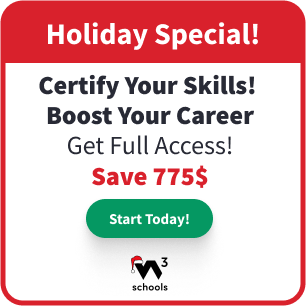 Holiday Special!
Certify Your Skills!
Boost Your Career
Get Full Access!
Save 775$
Start Today!
W3
schools